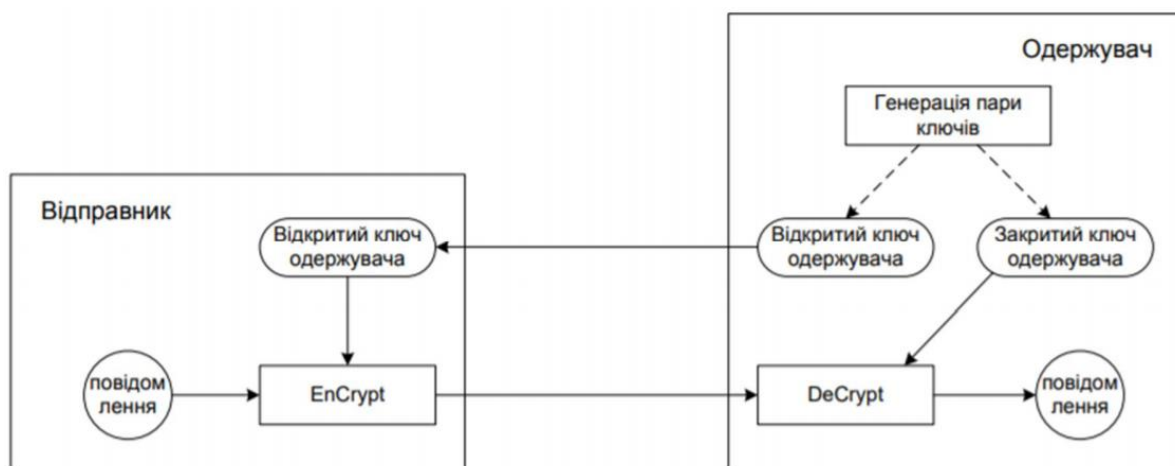 Одержувач
Генерація пари
ключів
Відправник
Відкритий ключ
одержувача
Відкритий ключ
одержувача
Закритий ключ
одержувача
повідом
лення
EnCrypt
DeCrypt
повідом
лення